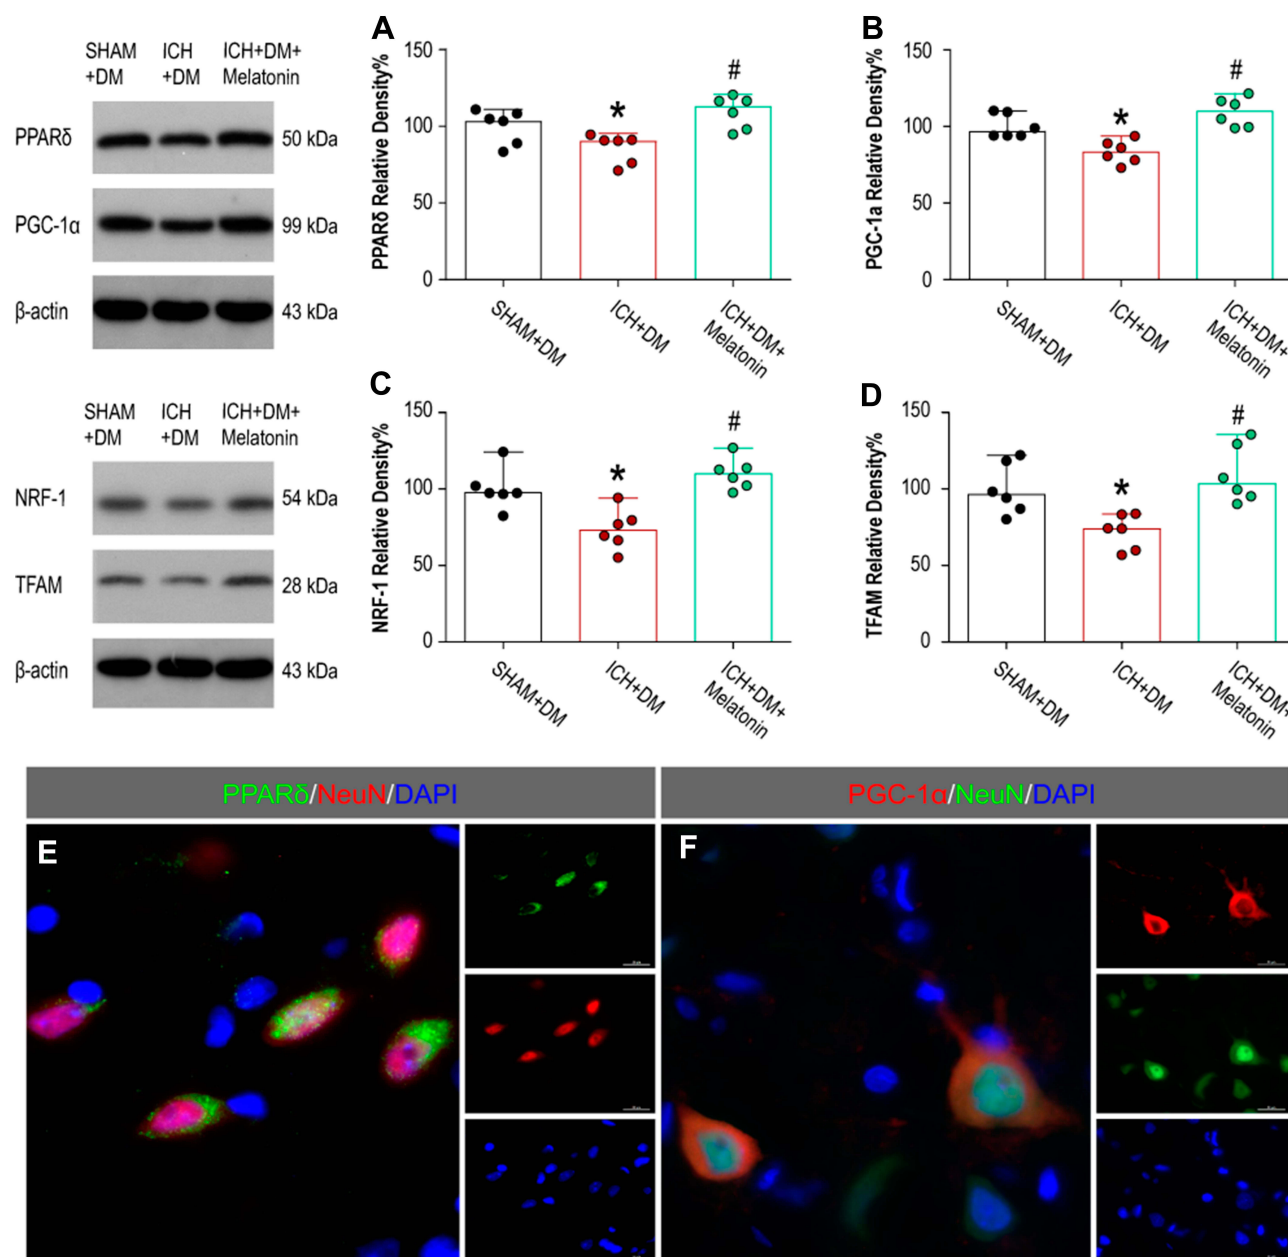 SHAM ICH ICH+DM+
+DM +DM Melatonin
PPARδ 50 kDa
PGC-1α 99 kDa
β-actin 43 kDa
A
PPARδ Relative Density%
150
100
50
0
*
#
SHAM+DM
ICH+DM
ICH+DM+
Melatonin
B
PGC-1a Relative Density%
150
100
50
0
*
#
SHAM+DM
ICH+DM
ICH+DM+
Melatonin
SHAM ICH ICH+DM+
+DM +DM Melatonin
NRF-1 54 kDa
TFAM 28 kDa
β-actin 43 kDa
C
NRF-1 Relative Density%
150
100
50
0
*
#
SHAM+DM
ICH+DM
ICH+DM+
Melatonin
D
TFAM Relative Density%
150
100
50
0
*
#
SHAM+DM
ICH+DM
ICH+DM+
Melatonin
PPARδ/NeuN/DAPI
E
PGC-1α/NeuN/DAPI
F